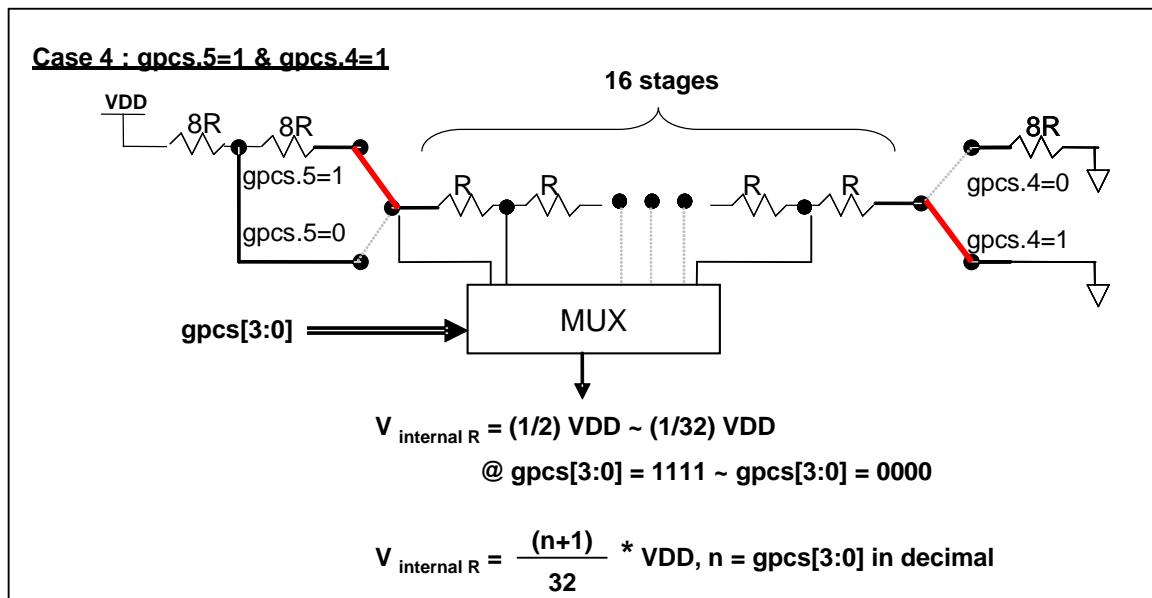 Case 4 : gpcs.5=1 & gpcs.4=1
16 stages
VDD
8R 8R 8R
gpcs.5=1 R R R R gpcs.4=0
gpcs.5=0 gpcs.4=1
MUX
gpcs[3:0]
V internal R = (1/2) VDD ~ (1/32) VDD
@ gpcs[3:0] = 1111 ~ gpcs[3:0] = 0000
V internal R = (n+1) / 32 * VDD, n = gpcs[3:0] in decimal